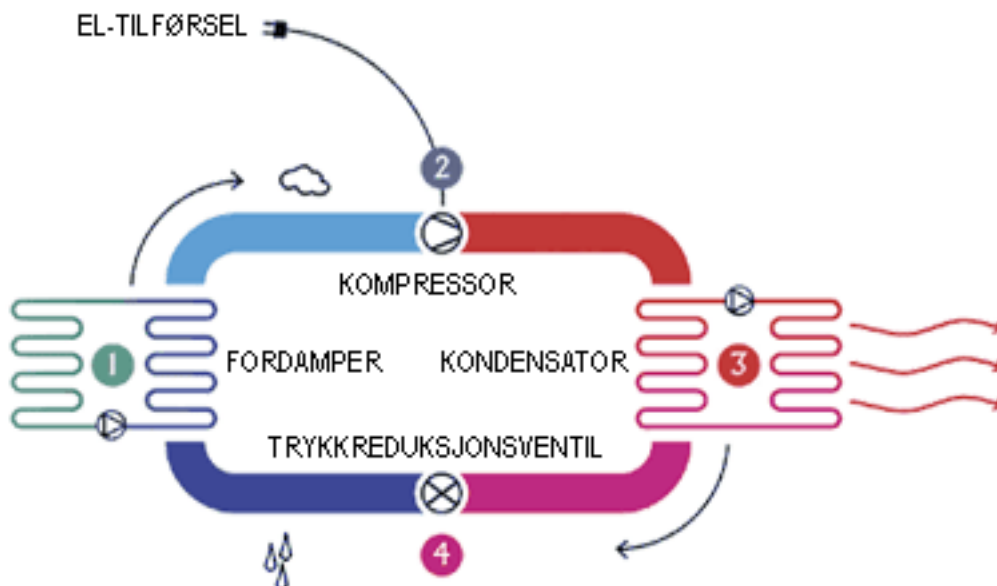 EL-TILFØRSEL
2
KOMPRESSOR
1
FORDAMPER
KONDENSATOR
3
TRYKKREDUKSJONSVENTIL
4